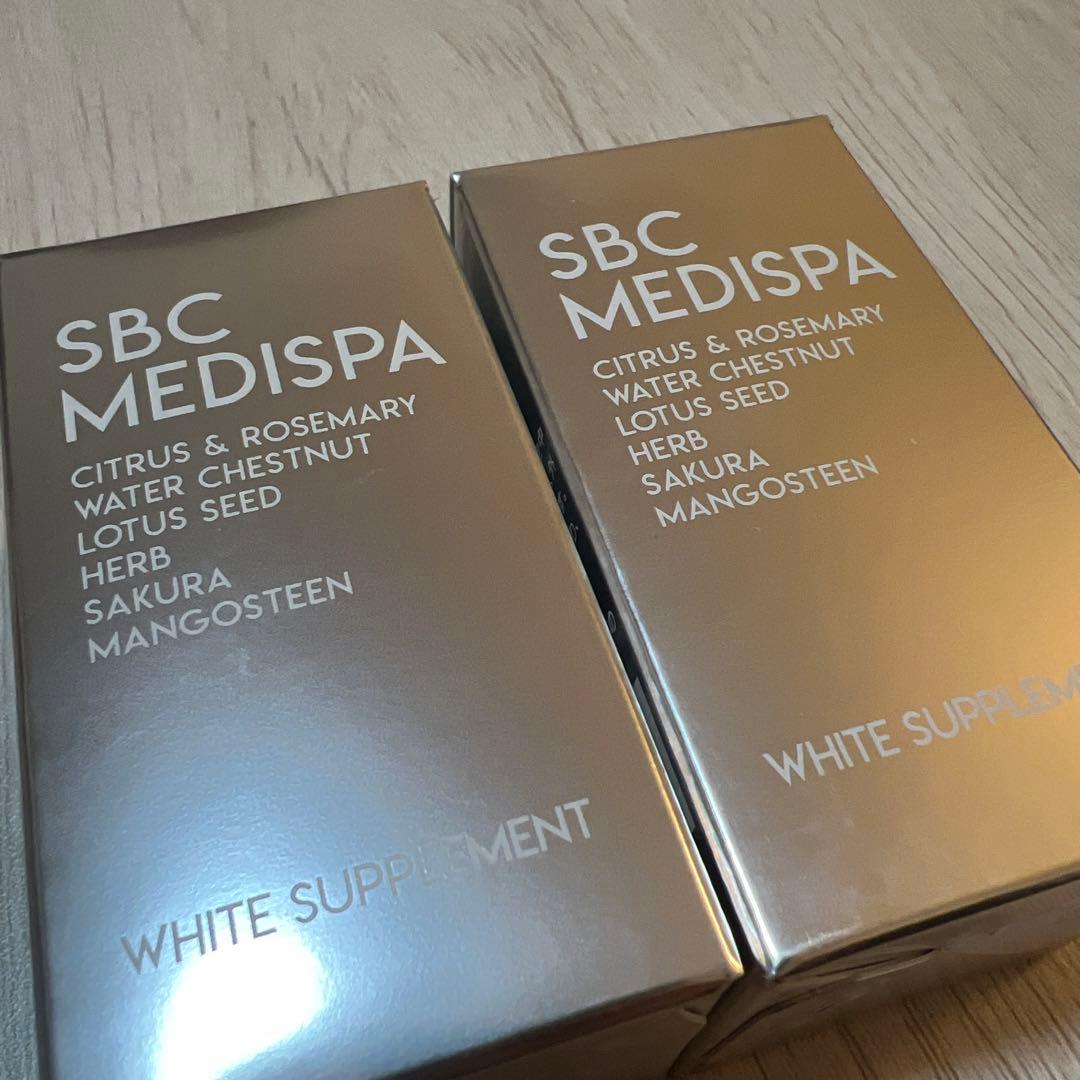 SBC
MEDISPA
CITRUS & ROSEMARY
WATER CHESTNUT
LOTUS SEED
HERB
SAKURA
MANGOSTEEN
WHITE SUPPLEMENT
SBC
MEDISPA
CITRUS & ROSEMARY
WATER CHESTNUT
LOTUS SEED
HERB
SAKURA
MANGOSTEEN
WHITE SUPPLEME